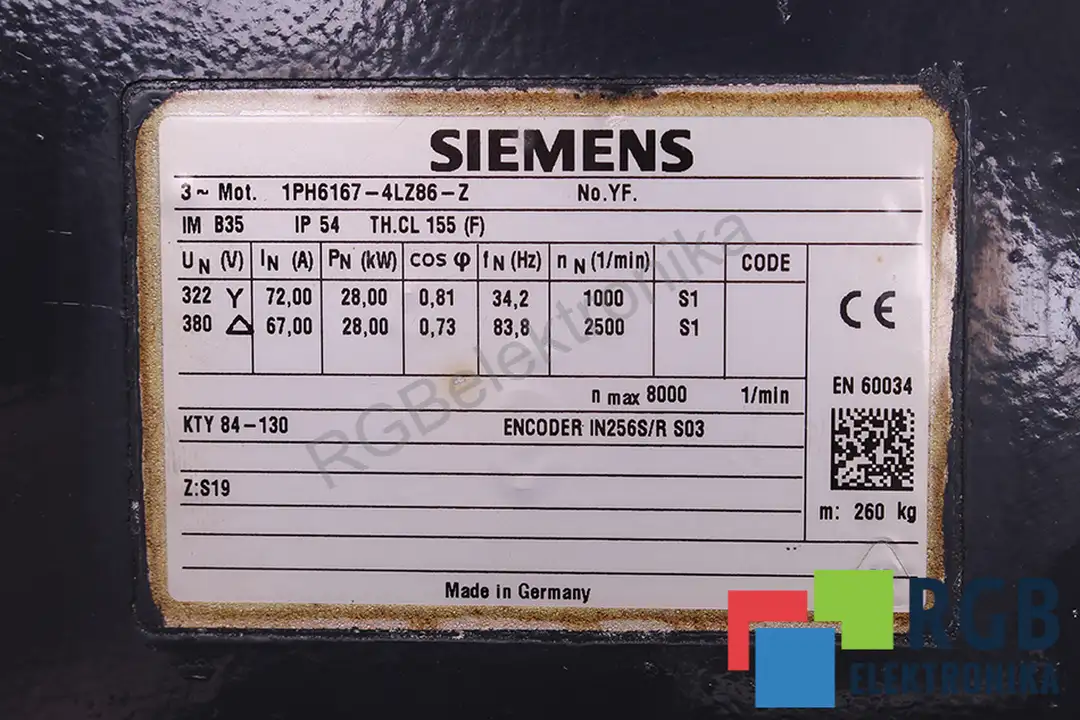 SIEMENS
3 ~ Mot. 1PH6167-4LZ86-Z No.YF.
IM B35 IP 54 TH.CL 155 (F)
UN (V) IN (A) PN (kW) cos φ fN (Hz) nN (1/min) CODE
322 Y 72,00 28,00 0,81 34,2 1000 S1
380 △ 67,00 28,00 0,73 83,8 2500 S1
CE
n max 8000 1/min
EN 60034
KTY 84-130 ENCODER IN256S/R S03
Z:S19
m: 260 kg
Made in Germany
RGBelektronika
RGB
ELEKTRONIKA